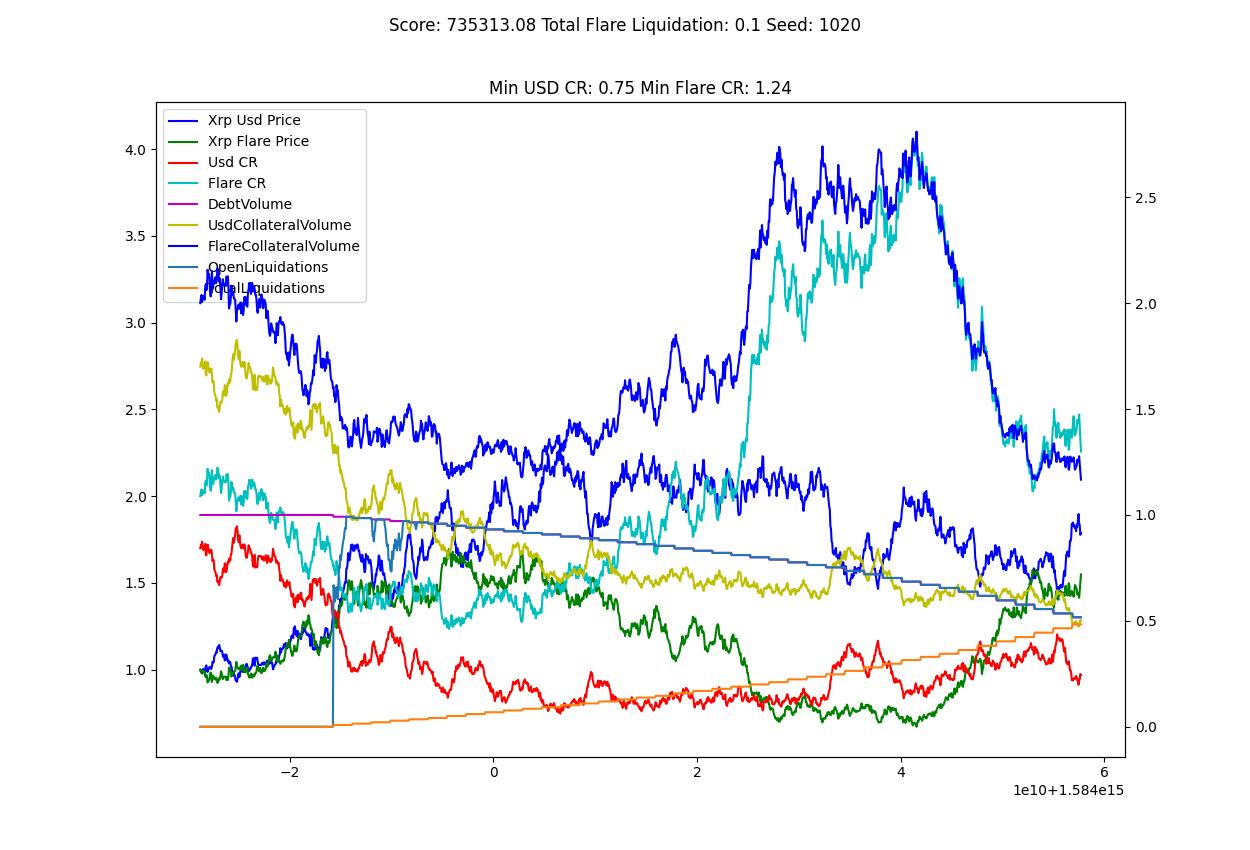 Score: 735313.08 Total Flare Liquidation: 0.1 Seed: 1020
Min USD CR: 0.75 Min Flare CR: 1.24
Xrp Usd Price
Xrp Flare Price
Usd CR
Flare CR
DebtVolume
UsdCollateralVolume
FlareCollateralVolume
OpenLiquidations
TotalLiquidations
4.0
3.5
3.0
2.5
2.0
1.5
1.0
2.5
2.0
1.5
1.0
0.5
0.0
−2
0
2
4
6
1e10+1.584e15